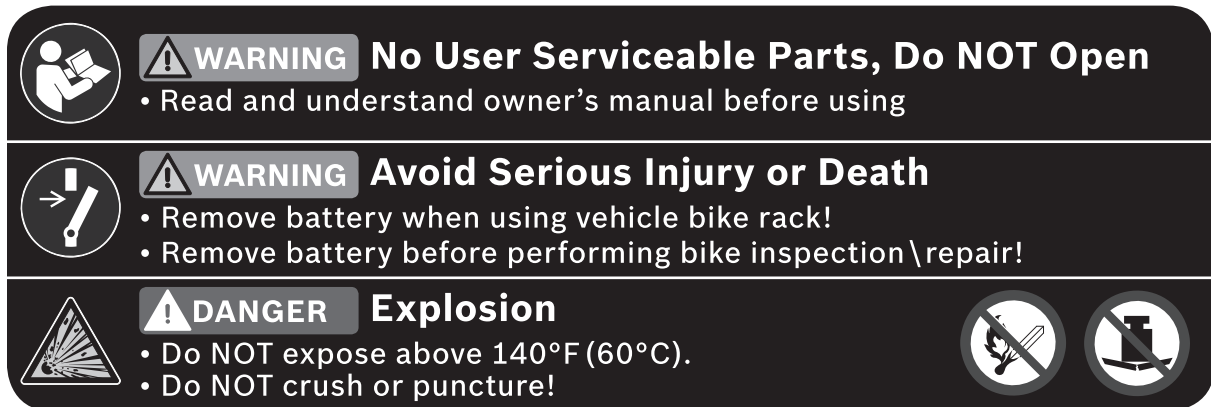 WARNING No User Serviceable Parts, Do NOT Open
• Read and understand owner's manual before using
WARNING Avoid Serious Injury or Death
• Remove battery when using vehicle bike rack!
• Remove battery before performing bike inspection\repair!
DANGER Explosion
• Do NOT expose above 140°F(60°C).
• Do NOT crush or puncture!